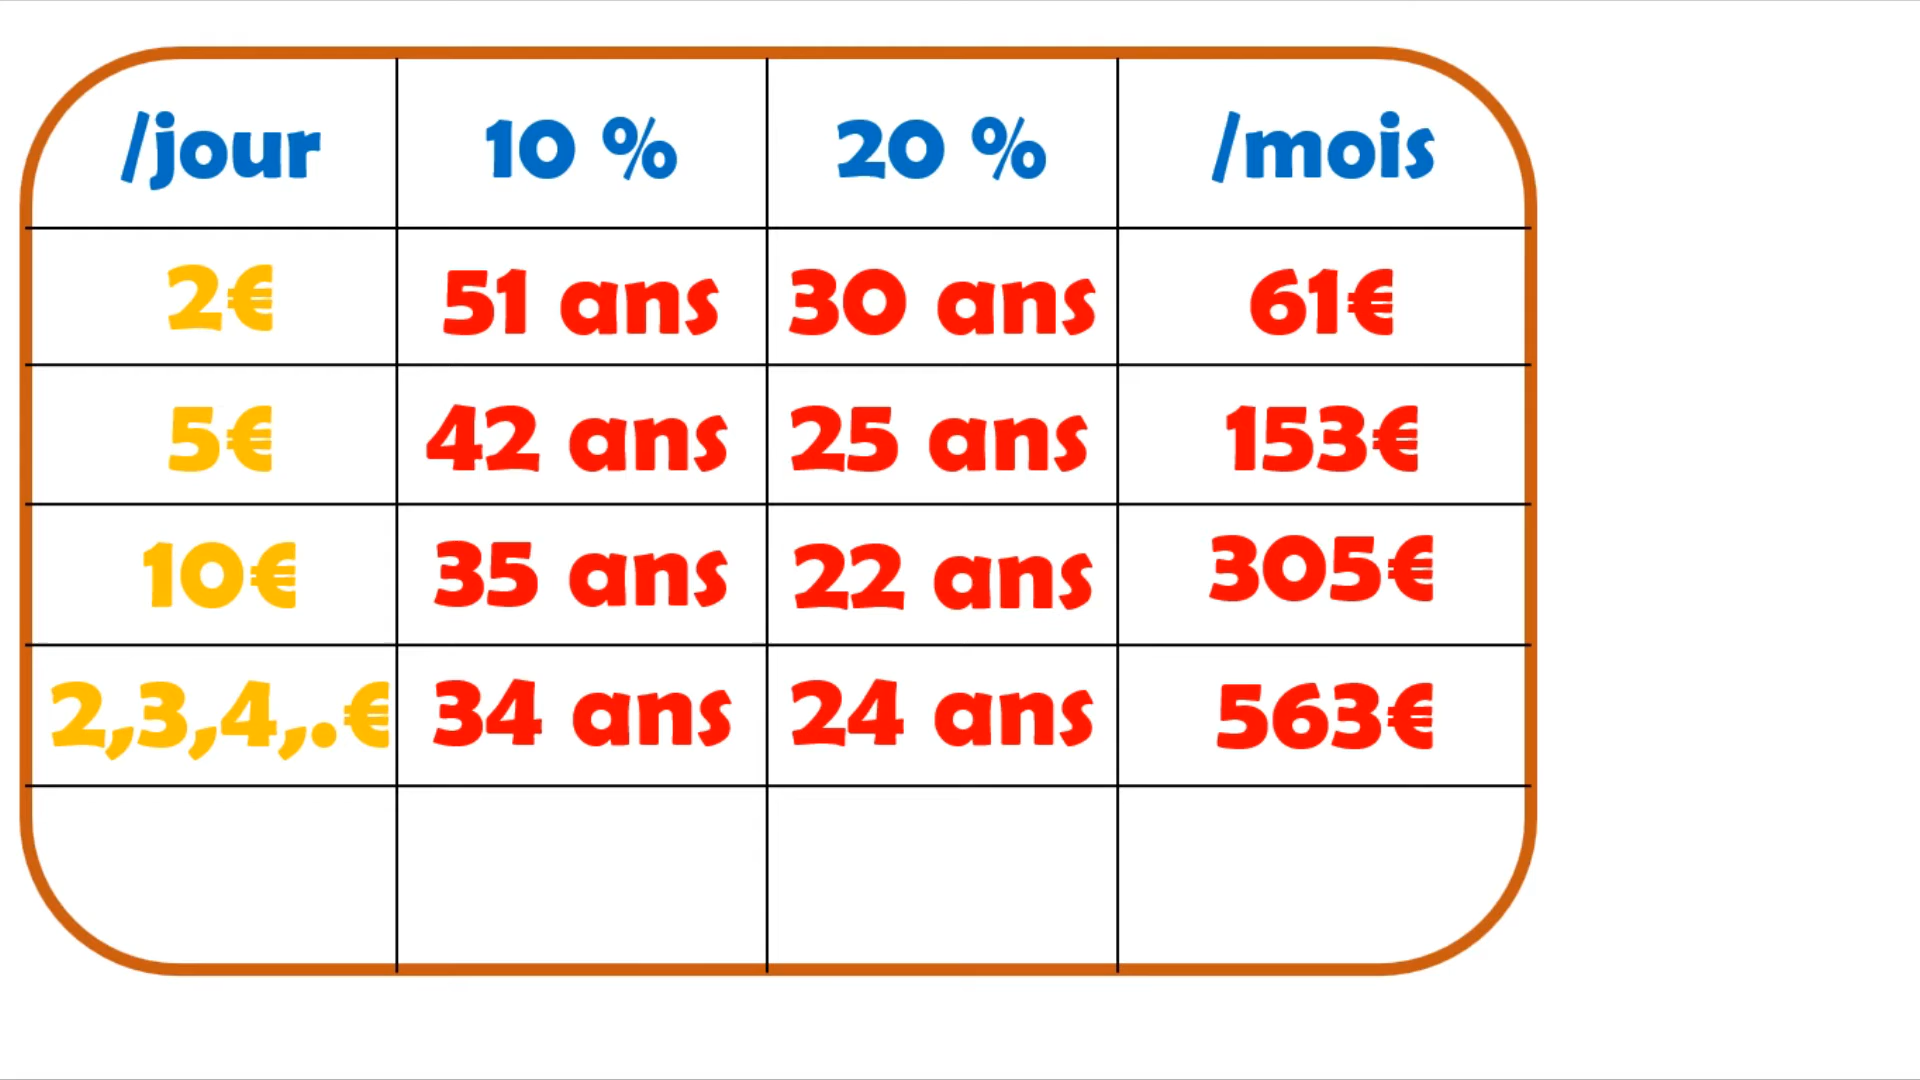 /jour 10 % 20 % /mois
2€ 51 ans 30 ans 61€
5€ 42 ans 25 ans 153€
10€ 35 ans 22 ans 305€
2,3,4,.€ 34 ans 24 ans 563€